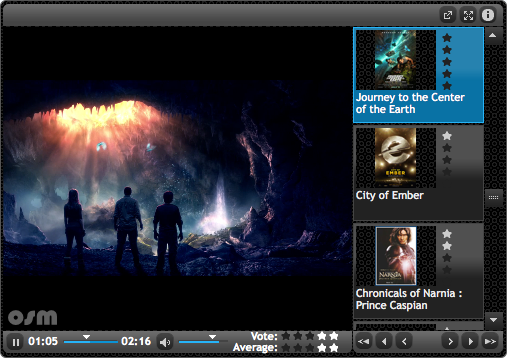 Journey to the Center
of the Earth
EMBER
City of Ember
NARNIA
Chronicals of Narnia :
Prince Caspian
osm
01:05
02:16
Vote:
Average: